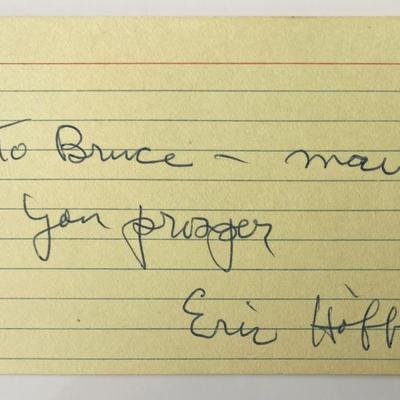 To Bruce — may
you prosper
Eric Hoff